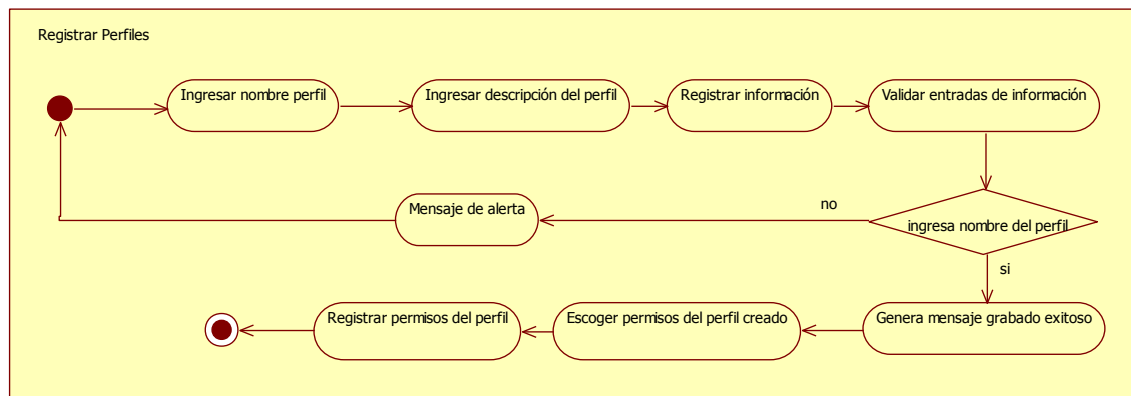 Registrar Perfiles
Ingresar nombre perfil
Ingresar descripción del perfil
Registrar información
Validar entradas de información
Mensaje de alerta
no
ingresa nombre del perfil
si
Registrar permisos del perfil
Escoger permisos del perfil creado
Genera mensaje grabado exitoso